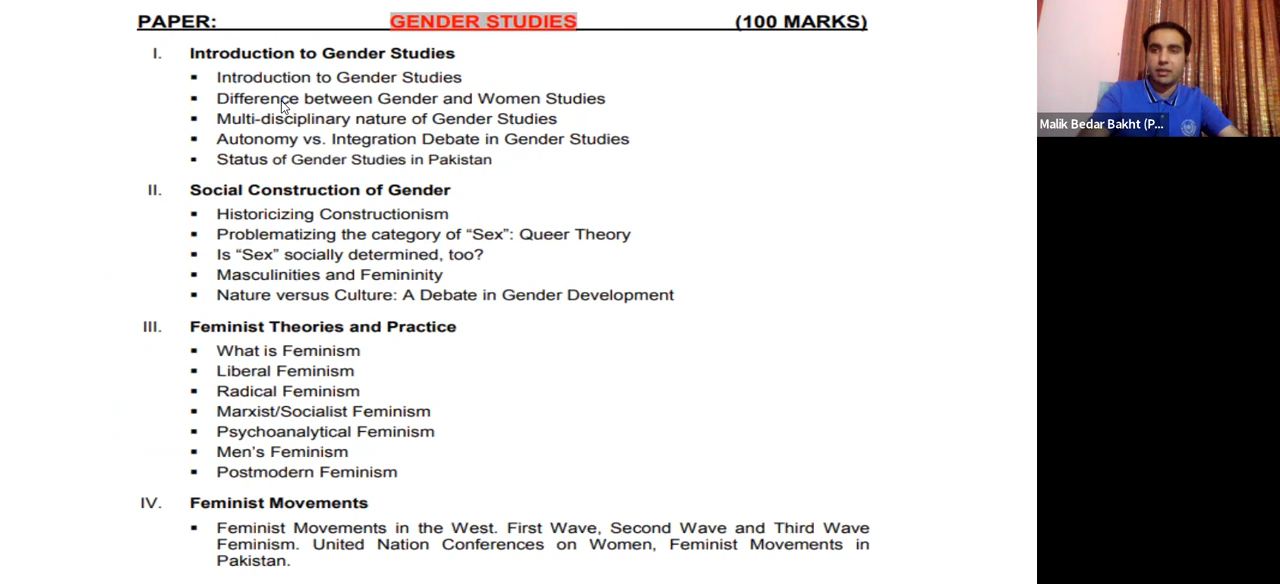 PAPER: GENDER STUDIES (100 MARKS)
I. Introduction to Gender Studies
▪ Introduction to Gender Studies
▪ Difference between Gender and Women Studies
▪ Multi-disciplinary nature of Gender Studies
▪ Autonomy vs. Integration Debate in Gender Studies
▪ Status of Gender Studies in Pakistan
II. Social Construction of Gender
▪ Historicizing Constructionism
▪ Problematizing the category of “Sex”: Queer Theory
▪ Is “Sex” socially determined, too?
▪ Masculinities and Femininity
▪ Nature versus Culture: A Debate in Gender Development
III. Feminist Theories and Practice
▪ What is Feminism
▪ Liberal Feminism
▪ Radical Feminism
▪ Marxist/Socialist Feminism
▪ Psychoanalytical Feminism
▪ Men’s Feminism
▪ Postmodern Feminism
IV. Feminist Movements
▪ Feminist Movements in the West. First Wave, Second Wave and Third Wave
Feminism. United Nation Conferences on Women, Feminist Movements in
Pakistan.
Malik Bedar Bakht (P...